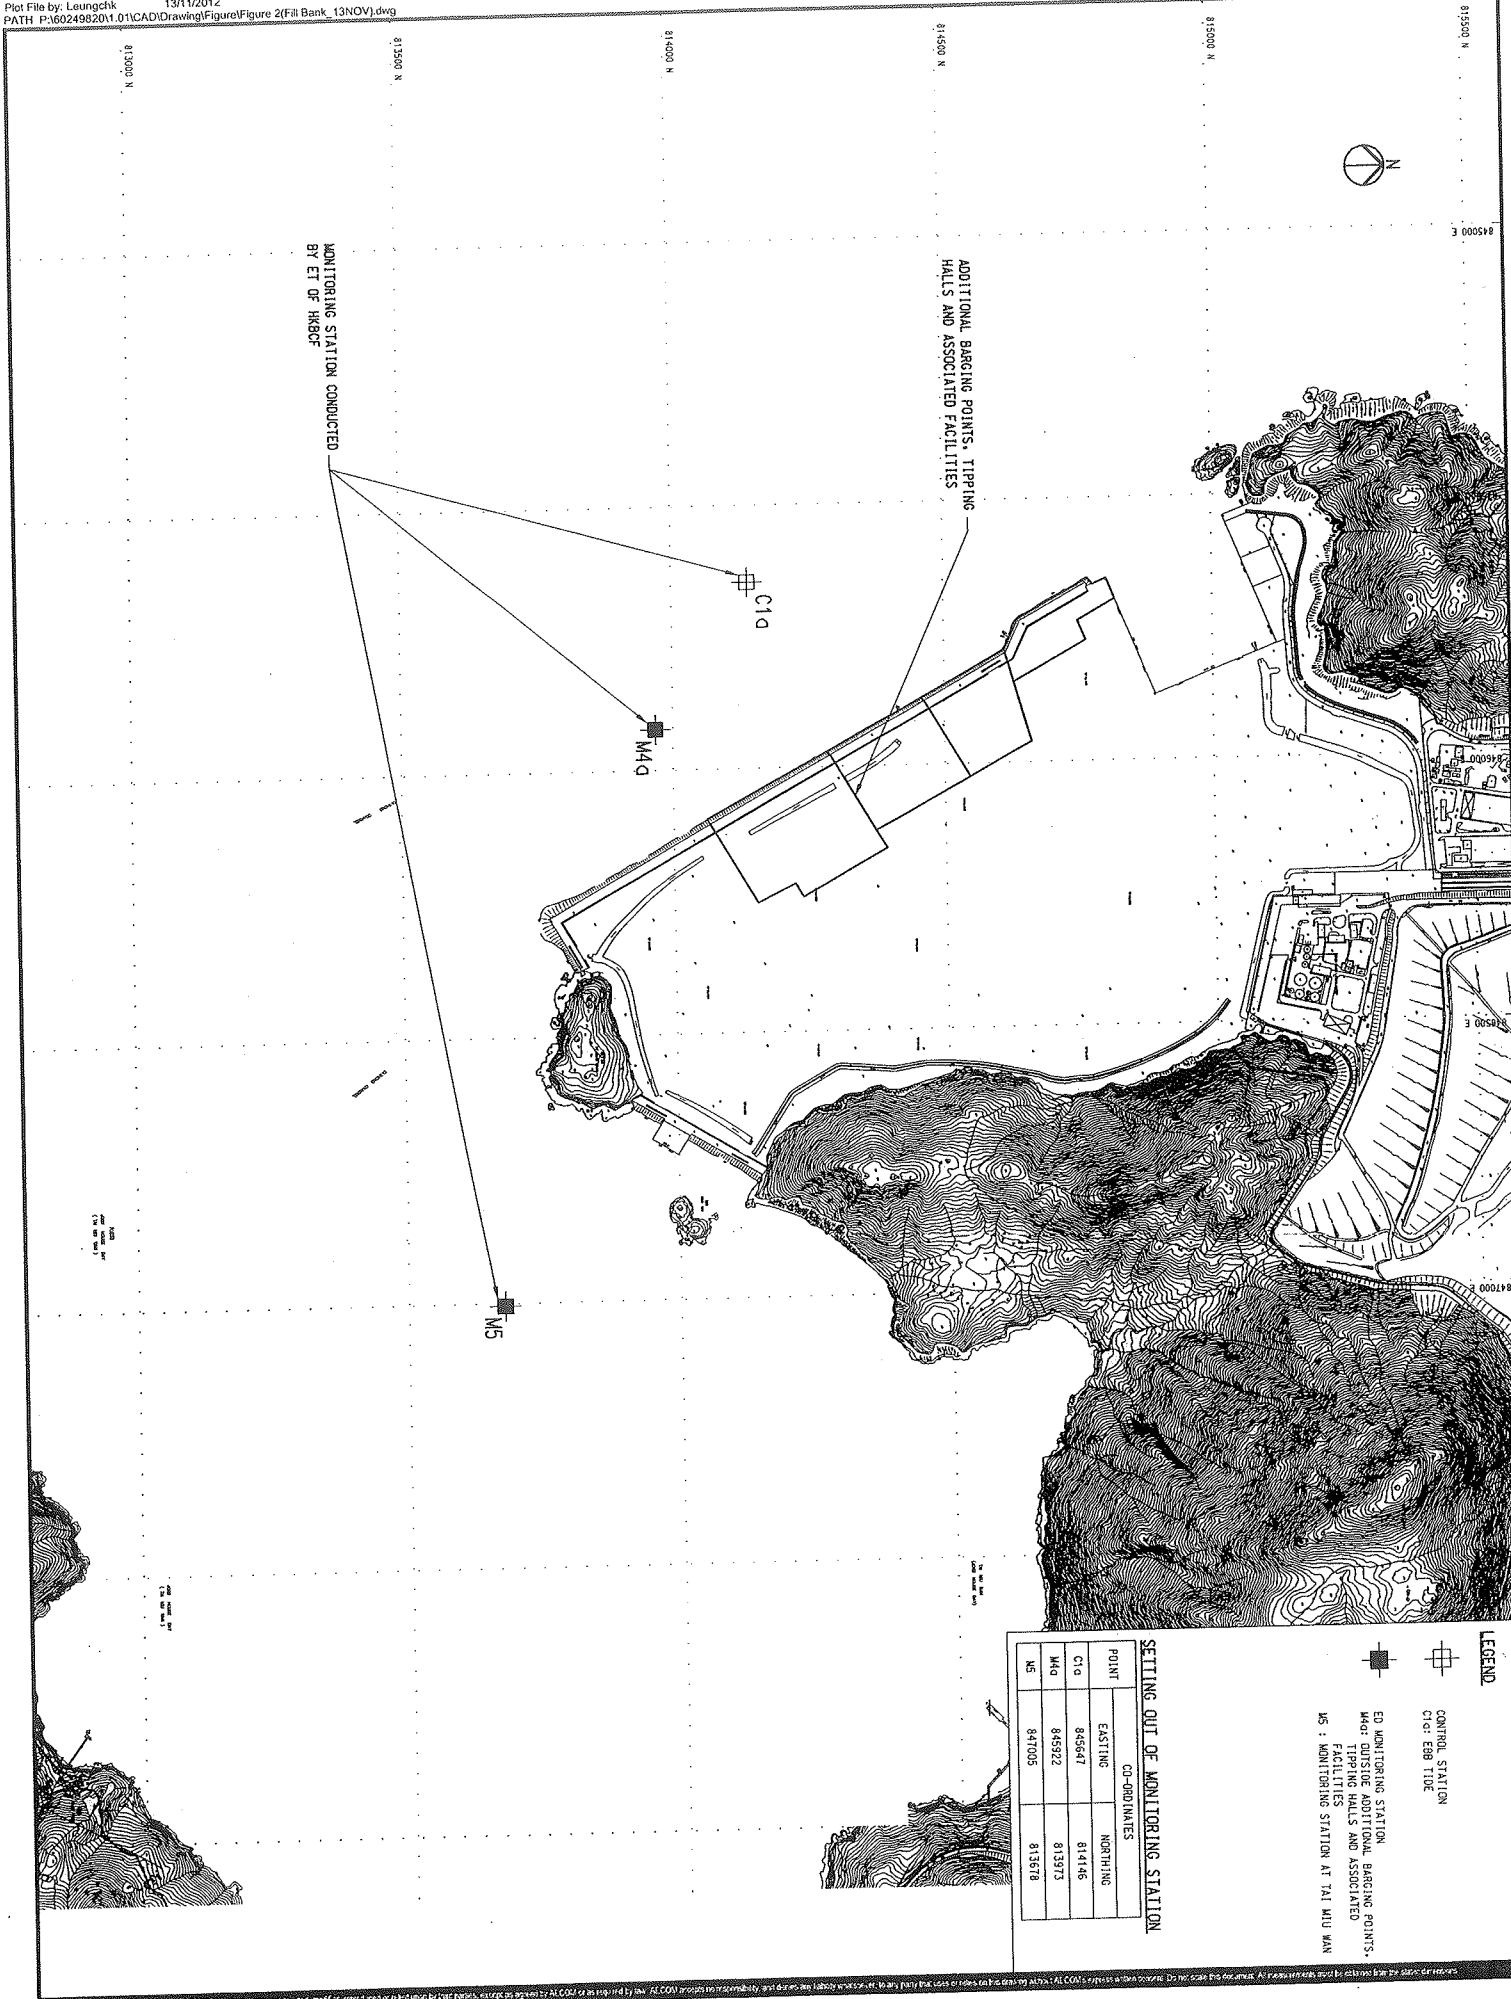 Plot File by: Leungchk 13/11/2012
PATH P:\60249820\1.01\CAD\Drawing\Figure\Figure 2(Fill Bank_13NOV).dwg
813000 N
813500 N
814000 N
814500 N
815000 N
815500 N
N
845000 E
846000 E
846500 E
847000 E
MONITORING STATION CONDUCTED
BY ET OF HKBCF
ADDITIONAL BARGING POINTS, TIPPING
HALLS AND ASSOCIATED FACILITIES
C1a
M4a
M5
LEGEND
CONTROL STATION
C1a: EBB TIDE
ED MONITORING STATION
M4a: OUTSIDE ADDITIONAL BARGING POINTS,
TIPPING HALLS AND ASSOCIATED
FACILITIES
M5 : MONITORING STATION AT TAI MIU WAN
SETTING OUT OF MONITORING STATION
POINT CO-ORDINATES
EASTING NORTHING
C1a 845647 814146
M4a 845922 813973
M5 847005 813678